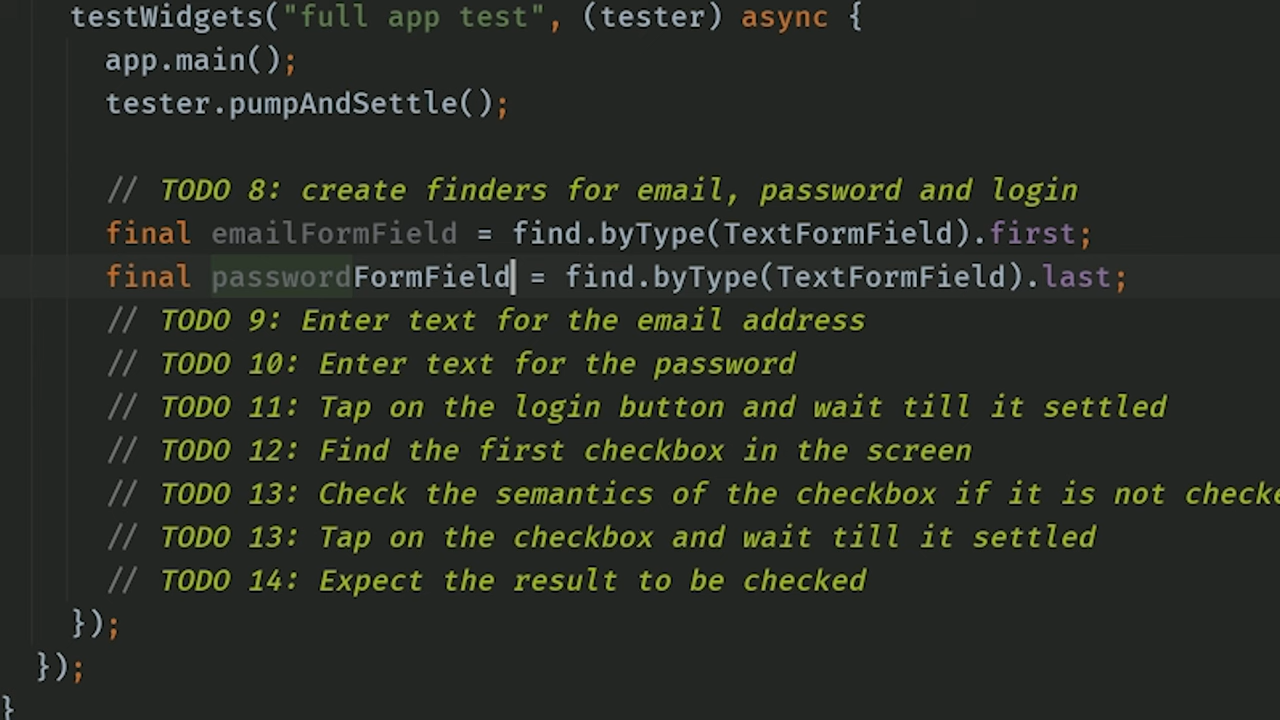 testWidgets("full app test", (tester) async {
app.main();
tester.pumpAndSettle();
// TODO 8: create finders for email, password and login
final emailFormField = find.byType(TextFormField).first;
final passwordFormField = find.byType(TextFormField).last;
// TODO 9: Enter text for the email address
// TODO 10: Enter text for the password
// TODO 11: Tap on the login button and wait till it settled
// TODO 12: Find the first checkbox in the screen
// TODO 13: Check the semantics of the checkbox if it is not checke
// TODO 13: Tap on the checkbox and wait till it settled
// TODO 14: Expect the result to be checked
});
});
}